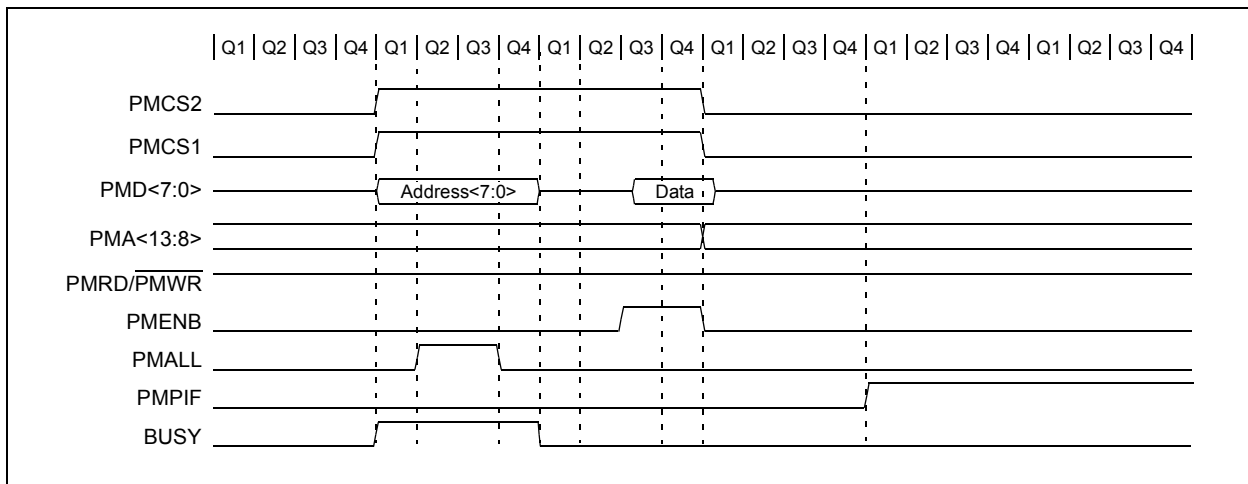 Q1 Q2 Q3 Q4 Q1 Q2 Q3 Q4 Q1 Q2 Q3 Q4 Q1 Q2 Q3 Q4 Q1 Q2 Q3 Q4 Q1 Q2 Q3 Q4
PMCS2
PMCS1
PMD<7:0> Address<7:0> Data
PMA<13:8>
PMRD/PMWR
PMENB
PMALL
PMPIF
BUSY